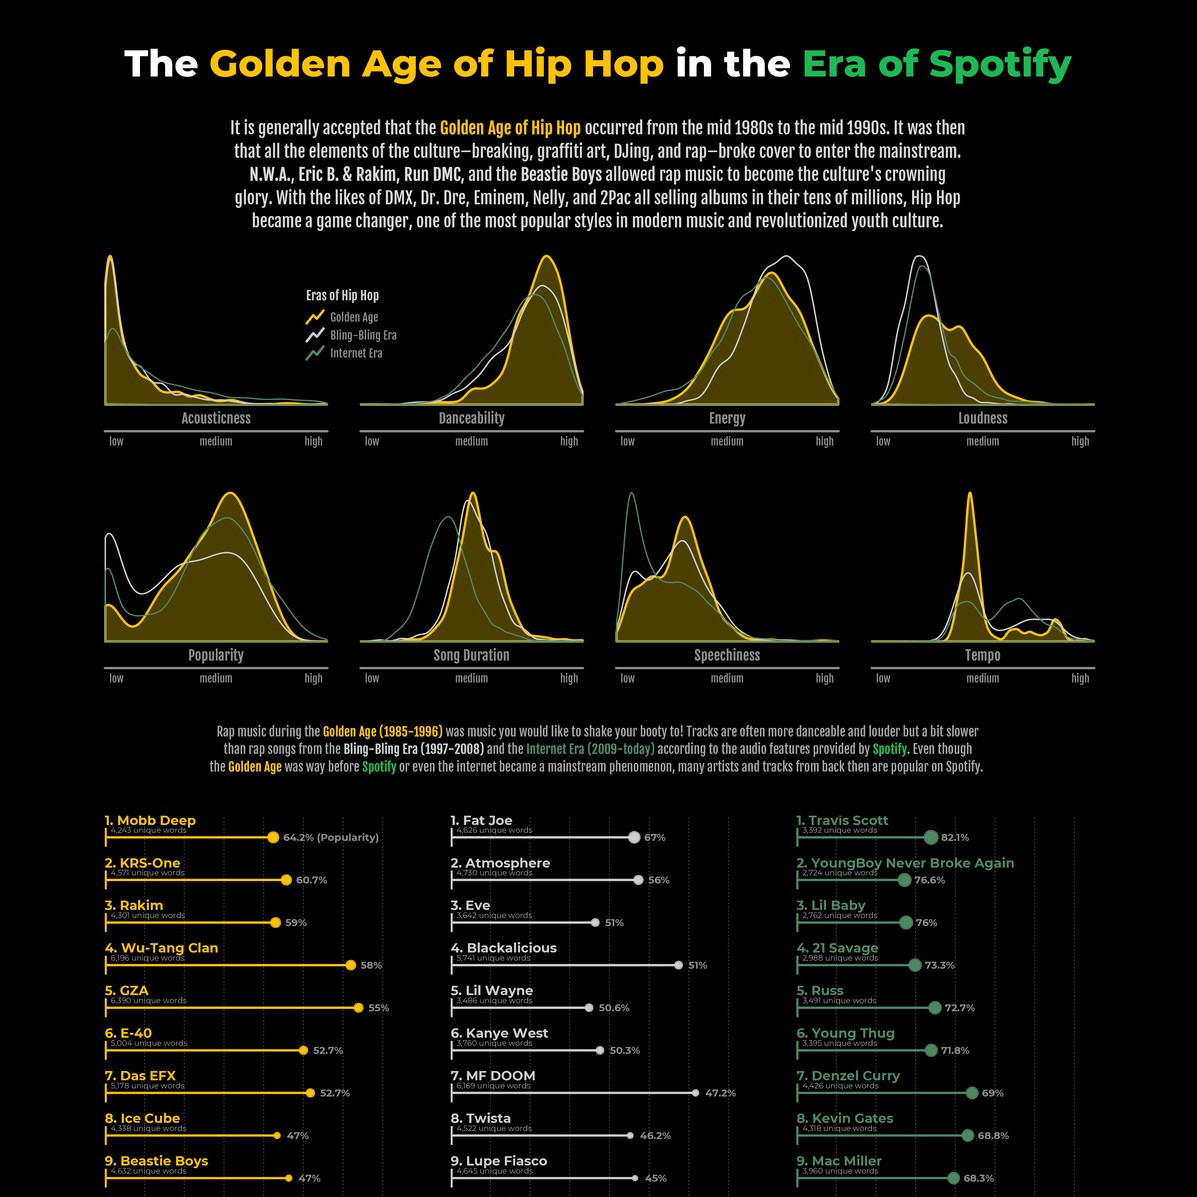 The Golden Age of Hip Hop in the Era of Spotify
It is generally accepted that the Golden Age of Hip Hop occurred from the mid 1980s to the mid 1990s. It was then
that all the elements of the culture–breaking, graffiti art, DJing, and rap–broke cover to enter the mainstream.
N.W.A., Eric B. & Rakim, Run DMC, and the Beastie Boys allowed rap music to become the culture's crowning
glory. With the likes of DMX, Dr. Dre, Eminem, Nelly, and 2Pac all selling albums in their tens of millions, Hip Hop
became a game changer, one of the most popular styles in modern music and revolutionized youth culture.
Eras of Hip Hop
Golden Age
Bling-Bling Era
Internet Era
Acousticness
low medium high
Danceability
low medium high
Energy
low medium high
Loudness
low medium high
Popularity
low medium high
Song Duration
low medium high
Speechiness
low medium high
Tempo
low medium high
Rap music during the Golden Age (1985-1996) was music you would like to shake your booty to! Tracks are often more danceable and louder but a bit slower
than rap songs from the Bling-Bling Era (1997-2008) and the Internet Era (2009-today) according to the audio features provided by Spotify. Even though
the Golden Age was way before Spotify or even the internet became a mainstream phenomenon, many artists and tracks from back then are popular on Spotify.
1. Mobb Deep
4,243 unique words
64.2% (Popularity)
2. KRS-One
4,571 unique words
60.7%
3. Rakim
4,301 unique words
59%
4. Wu-Tang Clan
6,196 unique words
58%
5. GZA
6,390 unique words
55%
6. E-40
5,004 unique words
52.7%
7. Das EFX
5,178 unique words
52.7%
8. Ice Cube
4,338 unique words
47%
9. Beastie Boys
4,632 unique words
47%
1. Fat Joe
4,626 unique words
67%
2. Atmosphere
4,730 unique words
56%
3. Eve
3,642 unique words
51%
4. Blackalicious
5,741 unique words
51%
5. Lil Wayne
3,486 unique words
50.6%
6. Kanye West
3,760 unique words
50.3%
7. MF DOOM
6,169 unique words
47.2%
8. Twista
4,522 unique words
46.2%
9. Lupe Fiasco
4,645 unique words
45%
1. Travis Scott
3,392 unique words
82.1%
2. YoungBoy Never Broke Again
2,724 unique words
76.6%
3. Lil Baby
2,762 unique words
76%
4. 21 Savage
2,988 unique words
73.3%
5. Russ
3,491 unique words
72.7%
6. Young Thug
3,395 unique words
71.8%
7. Denzel Curry
4,426 unique words
69%
8. Kevin Gates
4,318 unique words
68.8%
9. Mac Miller
3,960 unique words
68.3%